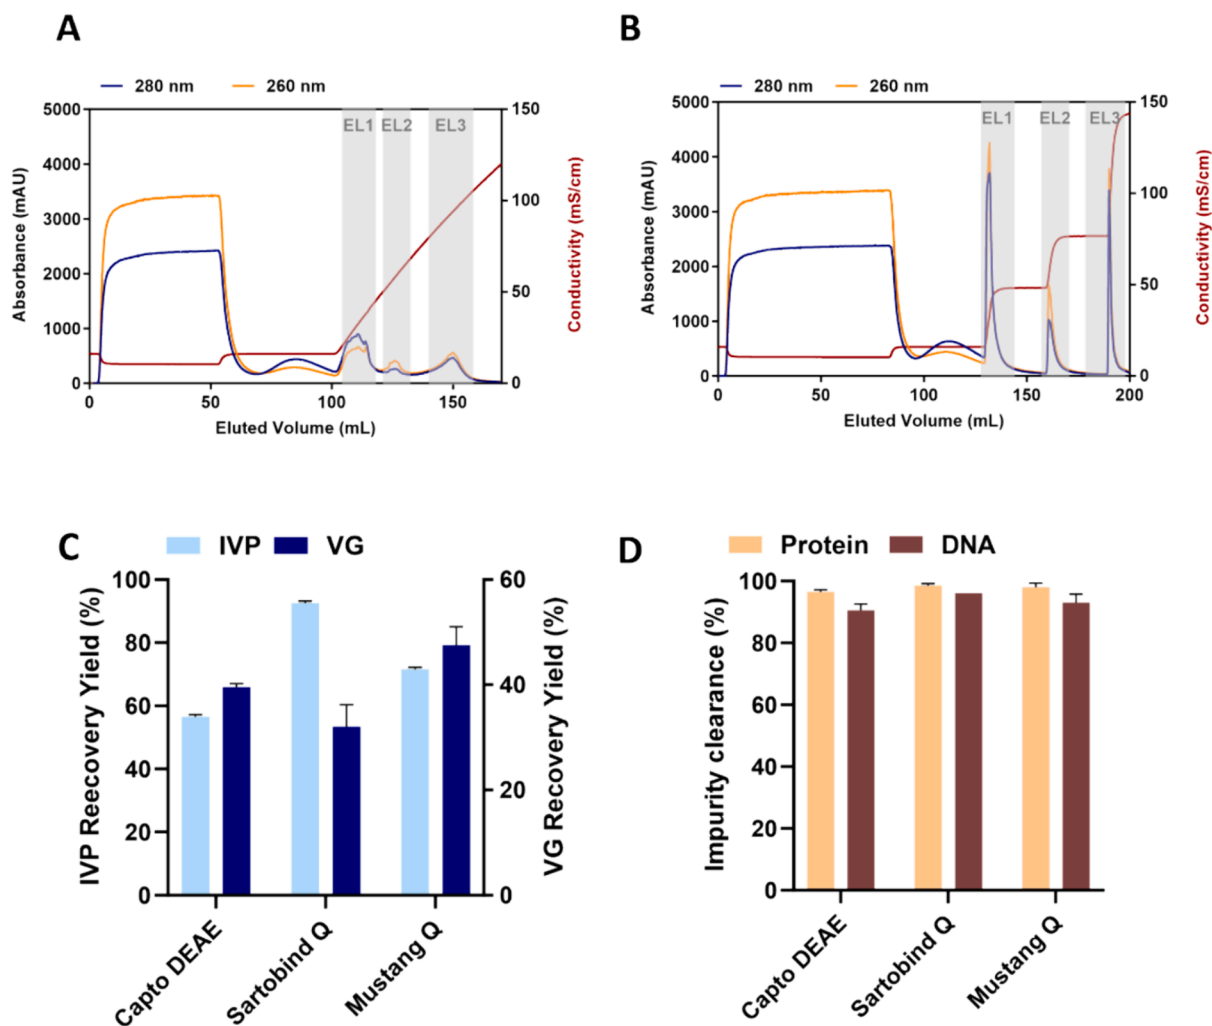 A
280 nm 260 nm
5000
4000
3000
2000
1000
0
Absorbance (mAU)
EL1 EL2 EL3
150
100
50
0
Conductivity (mS/cm)
0 50 100 150
Eluted Volume (mL)
B
280 nm 260 nm
5000
4000
3000
2000
1000
0
Absorbance (mAU)
EL1 EL2 EL3
150
100
50
0
Conductivity (mS/cm)
0 50 100 150 200
Eluted Volume (mL)
C
IVP VG
100
80
60
40
20
0
IVP Reecovery Yield (%)
60
40
20
0
VG Recovery Yield (%)
Capto DEAE
Sartobind Q
Mustang Q
D
Protein DNA
100
80
60
40
20
0
Impurity clearance (%)
Capto DEAE
Sartobind Q
Mustang Q